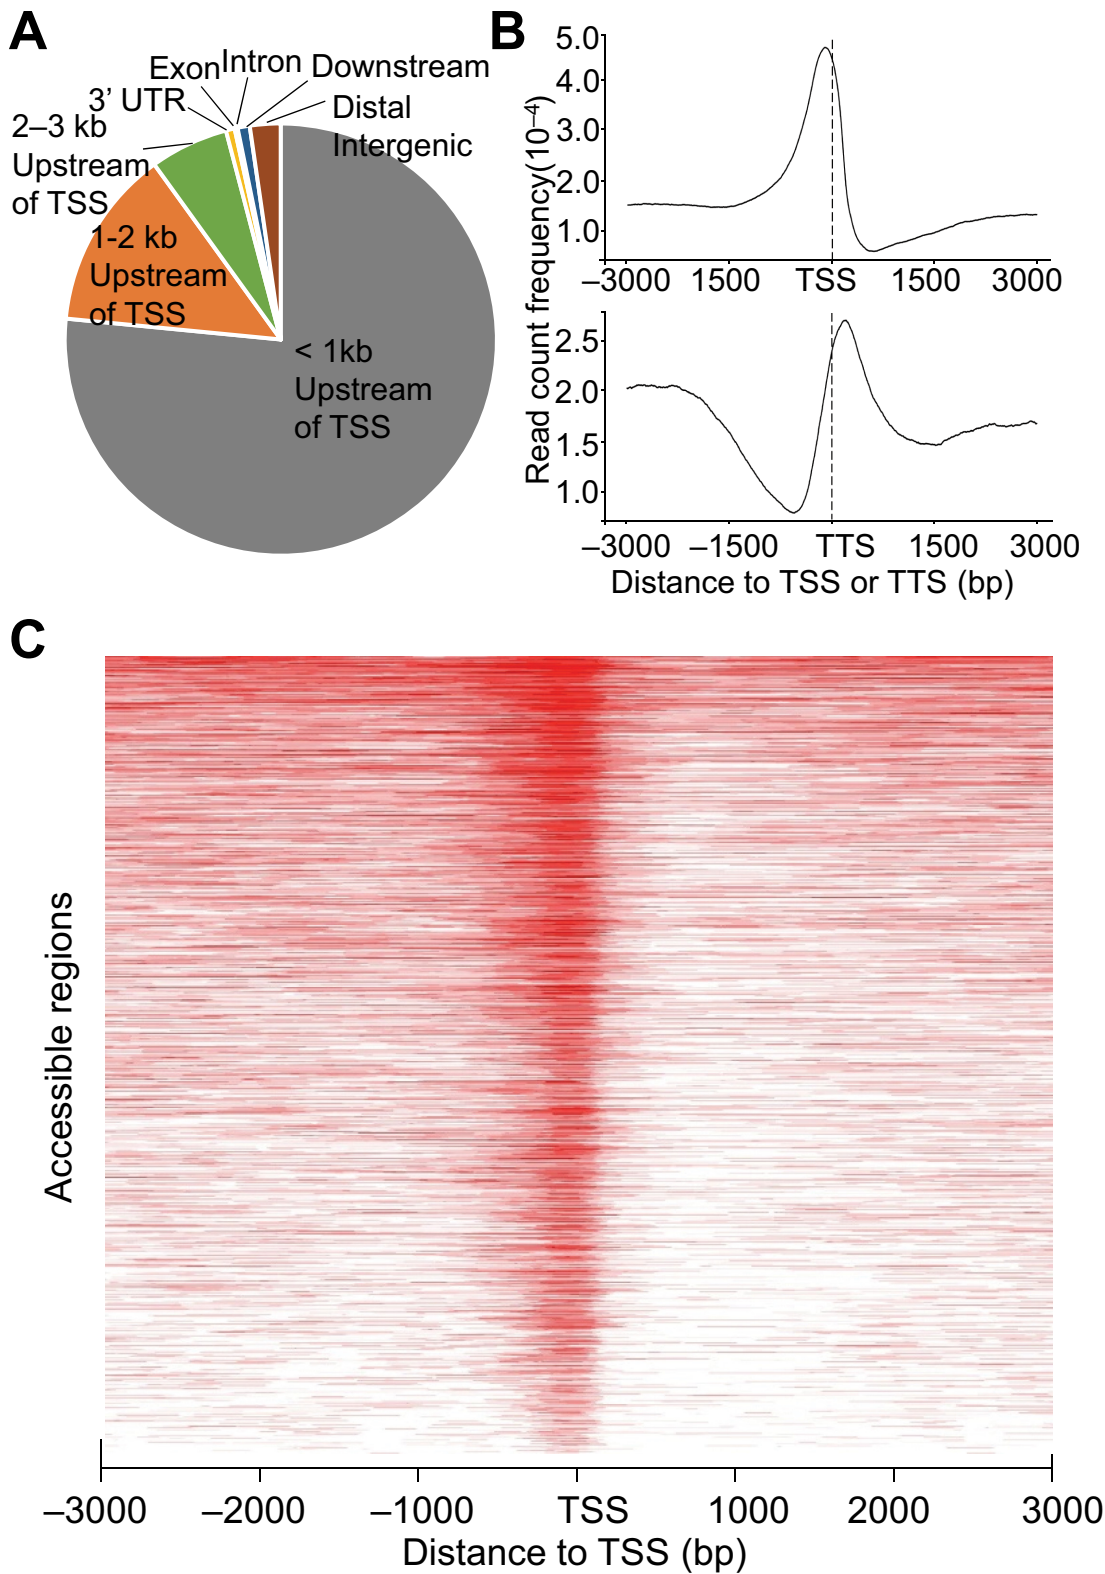 A
Exon
Intron
Downstream
3’ UTR
Distal
Intergenic
2–3 kb
Upstream
of TSS
1-2 kb
Upstream
of TSS
< 1kb
Upstream
of TSS
B
Read count frequency(10–4)
5.0
4.0
3.0
2.0
1.0
–3000 1500 TSS 1500 3000
2.5
2.0
1.5
1.0
–3000 –1500 TTS 1500 3000
Distance to TSS or TTS (bp)
C
Accessible regions
–3000 –2000 –1000 TSS 1000 2000 3000
Distance to TSS (bp)